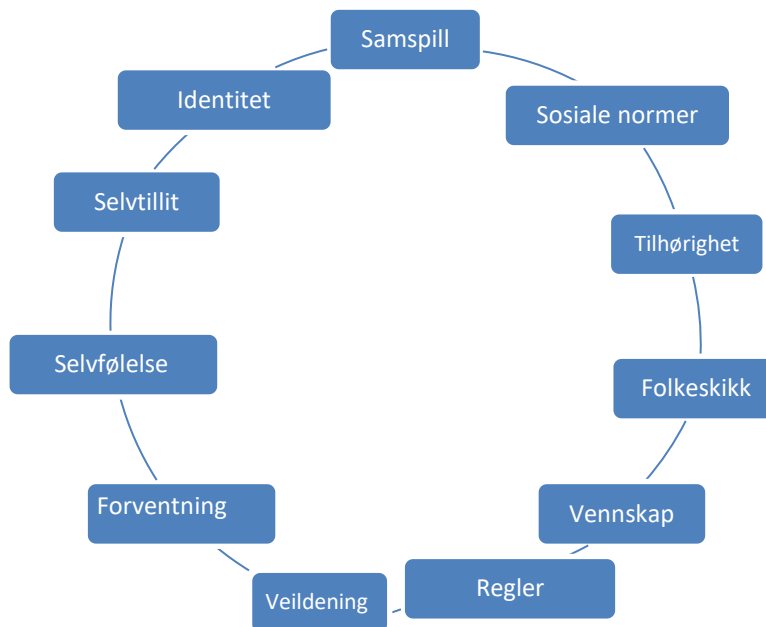 Samspill
Sosiale normer
Tilhørighet
Folkeskikk
Vennskap
Regler
Veildening
Forventning
Selvfølelse
Selvtillit
Identitet